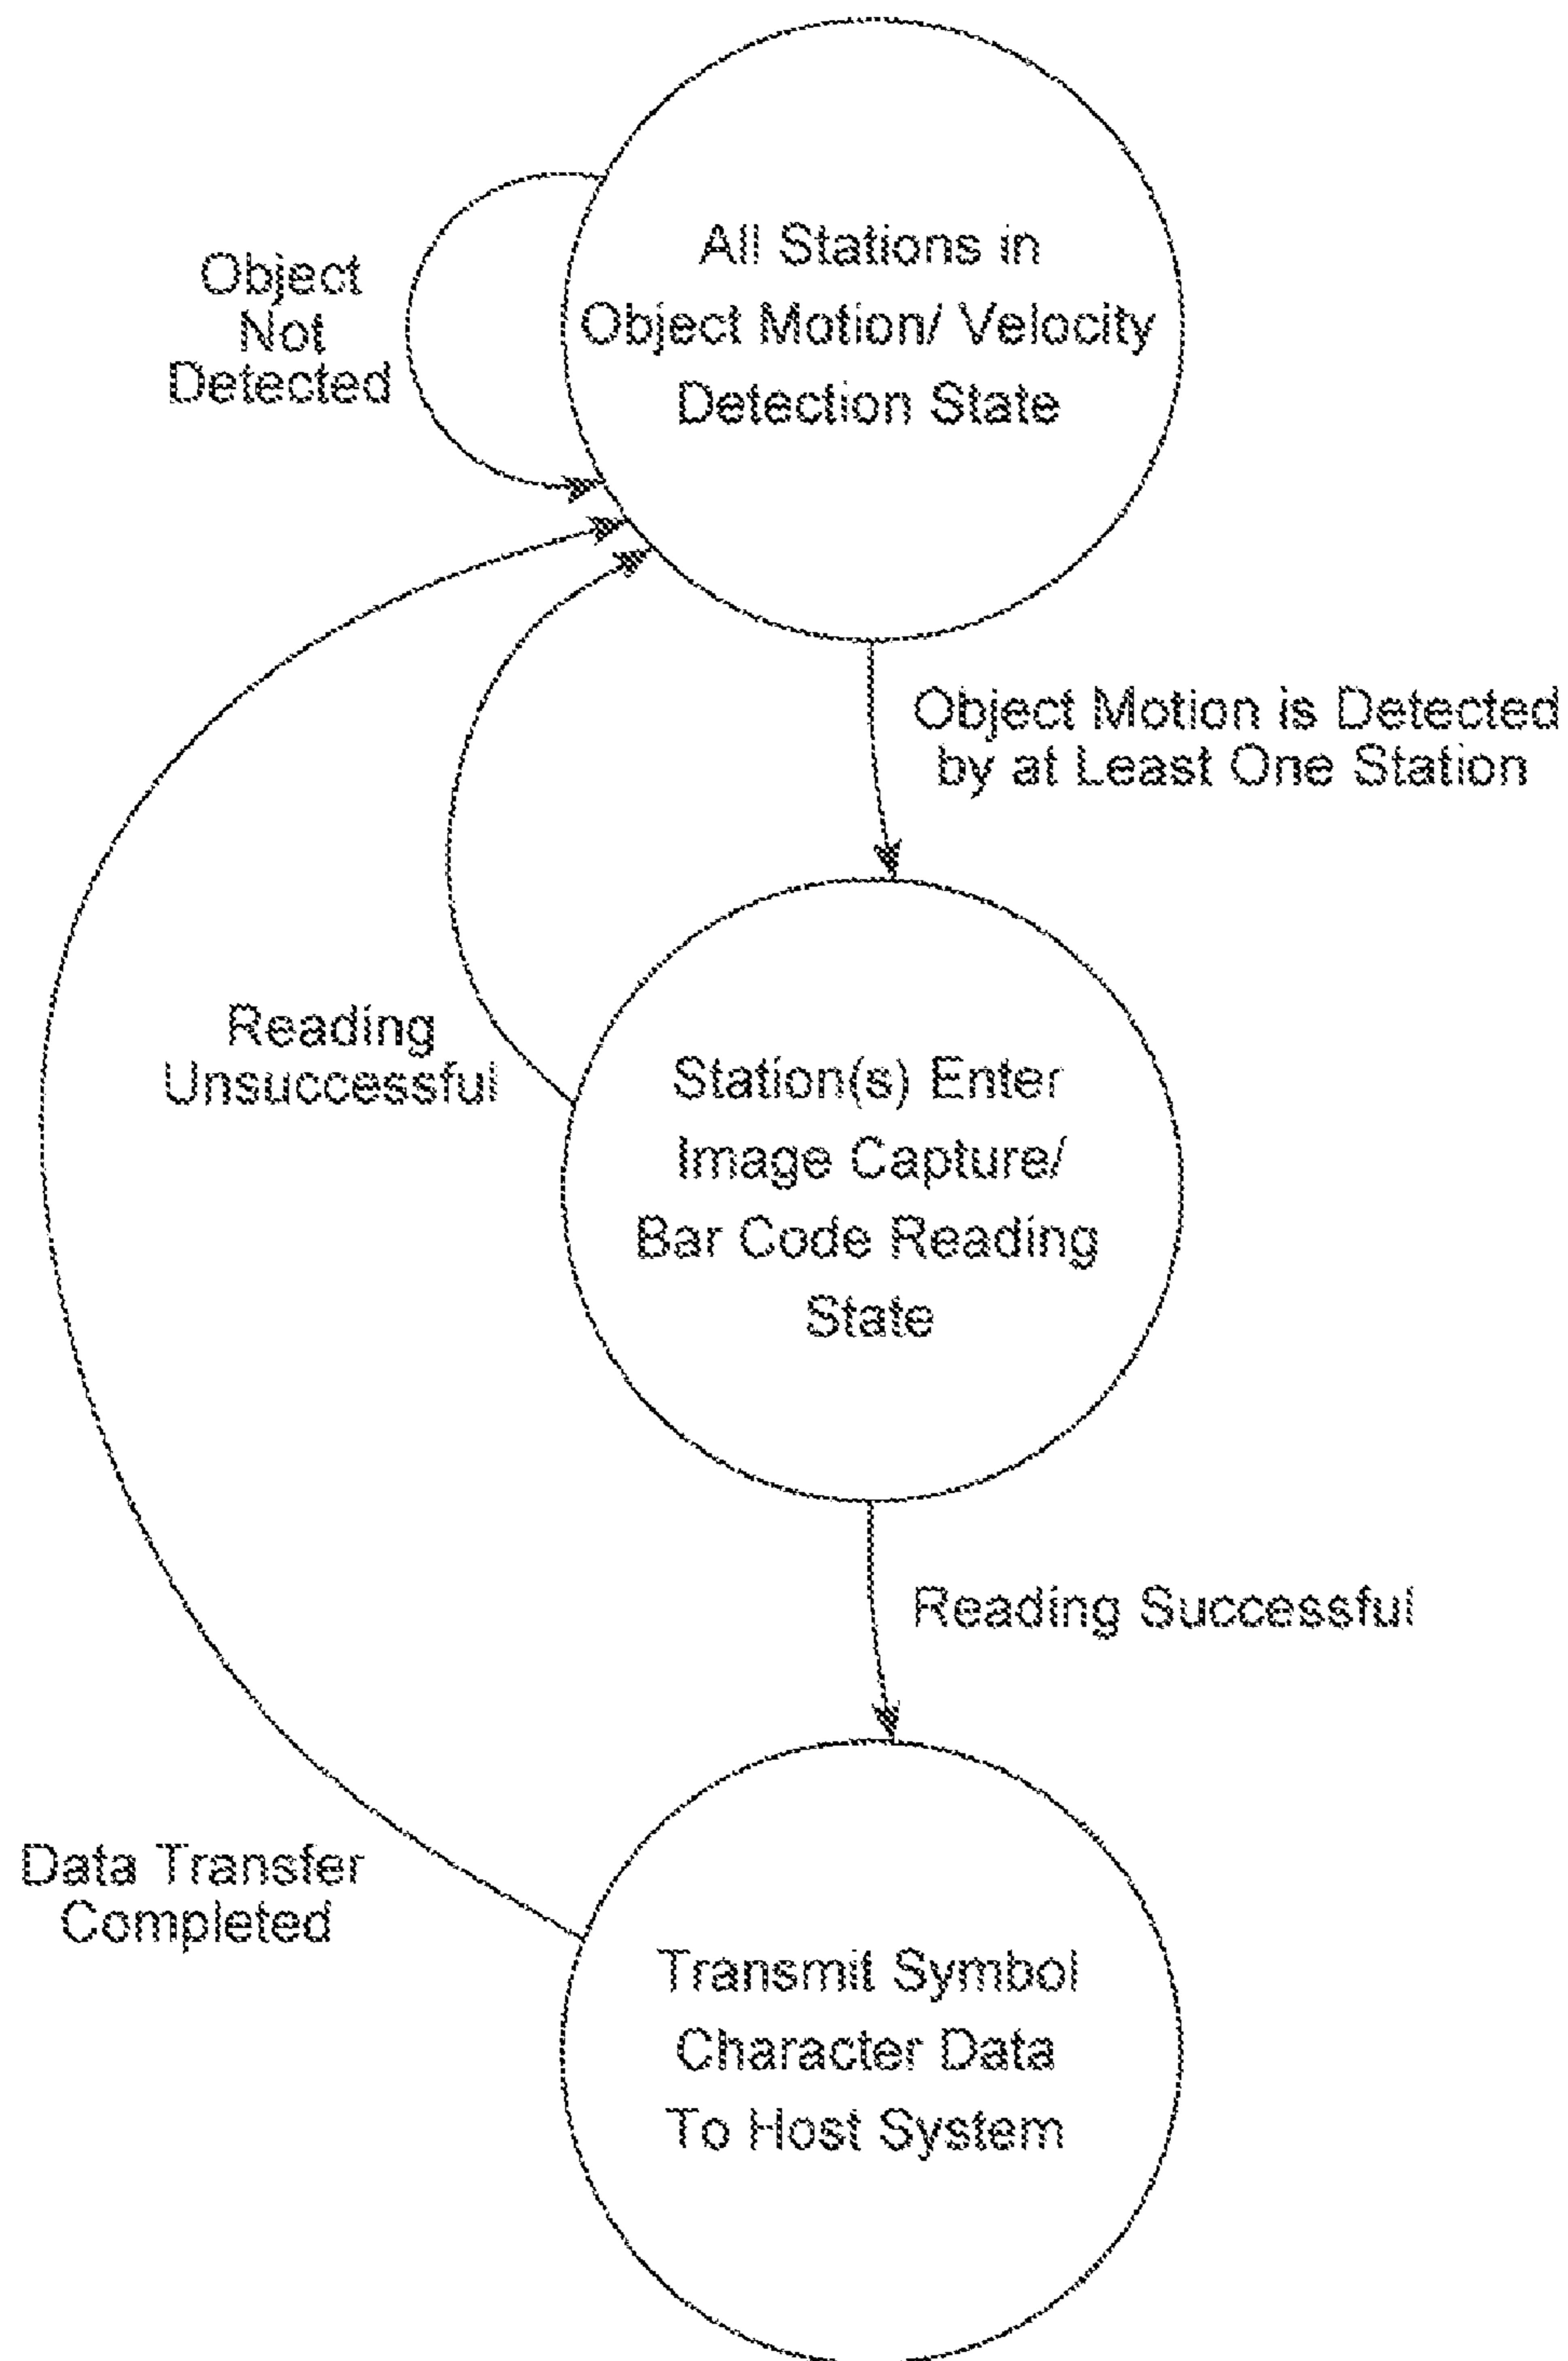 All Stations in
Object Motion/ Velocity
Detection State
Object
Not
Detected
Object Motion is Detected
by at Least One Station
Reading
Unsuccessful
Station(s) Enter
Image Capture/
Bar Code Reading
State
Reading Successful
Data Transfer
Completed
Transmit Symbol
Character Data
To Host System